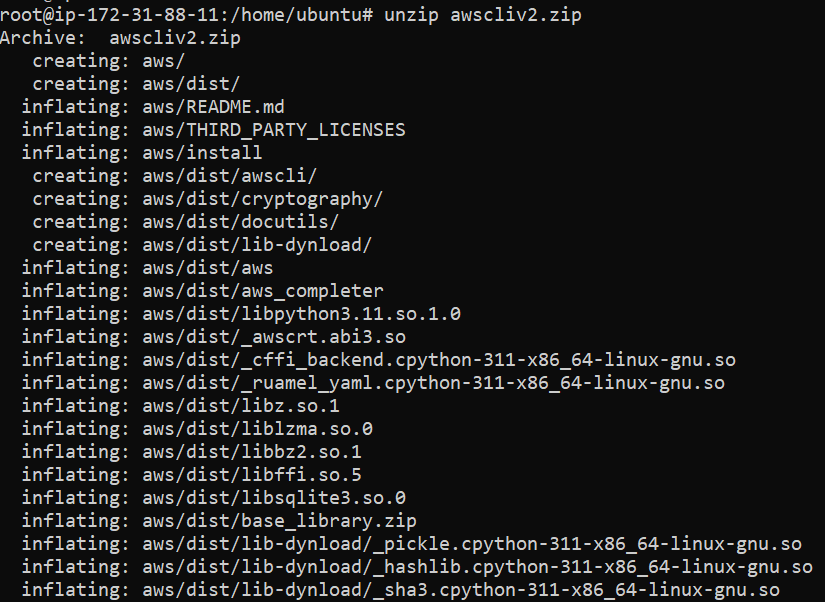 root@ip-172-31-88-11:/home/ubuntu# unzip awscliv2.zip
Archive:  awscliv2.zip
   creating: aws/
   creating: aws/dist/
  inflating: aws/README.md
  inflating: aws/THIRD_PARTY_LICENSES
  inflating: aws/install
   creating: aws/dist/awscli/
   creating: aws/dist/cryptography/
   creating: aws/dist/docutils/
   creating: aws/dist/lib-dynload/
  inflating: aws/dist/aws
  inflating: aws/dist/aws_completer
  inflating: aws/dist/libpython3.11.so.1.0
  inflating: aws/dist/_awscrt.abi3.so
  inflating: aws/dist/_cffi_backend.cpython-311-x86_64-linux-gnu.so
  inflating: aws/dist/_ruamel_yaml.cpython-311-x86_64-linux-gnu.so
  inflating: aws/dist/libz.so.1
  inflating: aws/dist/liblzma.so.0
  inflating: aws/dist/libbz2.so.1
  inflating: aws/dist/libffi.so.5
  inflating: aws/dist/libsqlite3.so.0
  inflating: aws/dist/base_library.zip
  inflating: aws/dist/lib-dynload/_pickle.cpython-311-x86_64-linux-gnu.so
  inflating: aws/dist/lib-dynload/_hashlib.cpython-311-x86_64-linux-gnu.so
  inflating: aws/dist/lib-dynload/_sha3.cpython-311-x86_64-linux-gnu.so